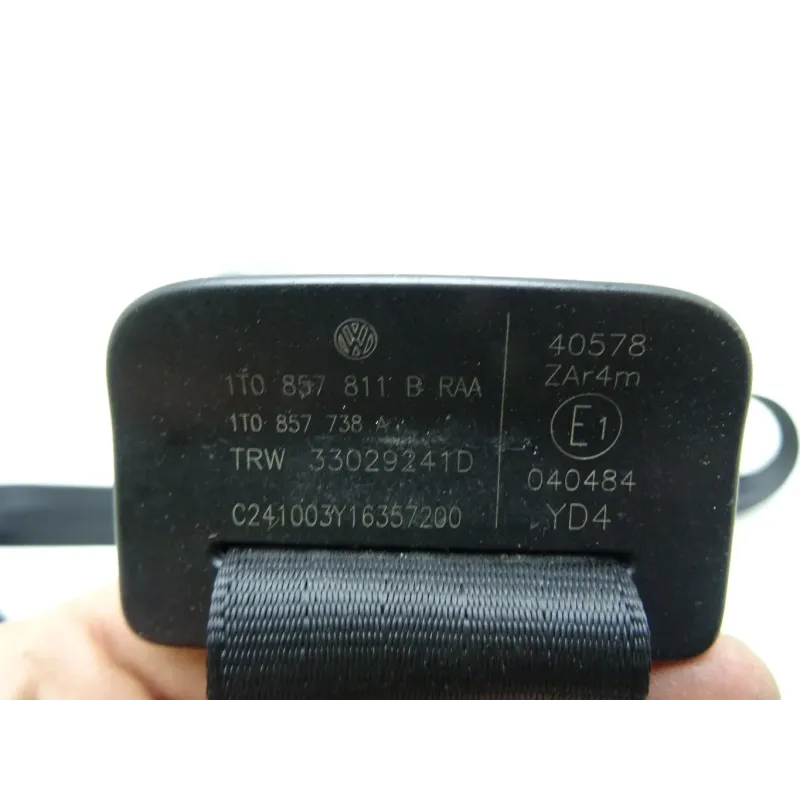 1T0 857 811 B RAA
1T0 857 738 A
TRW 33029241D
C241003Y16357200
40578
ZAr4m
E1
040484
YD4